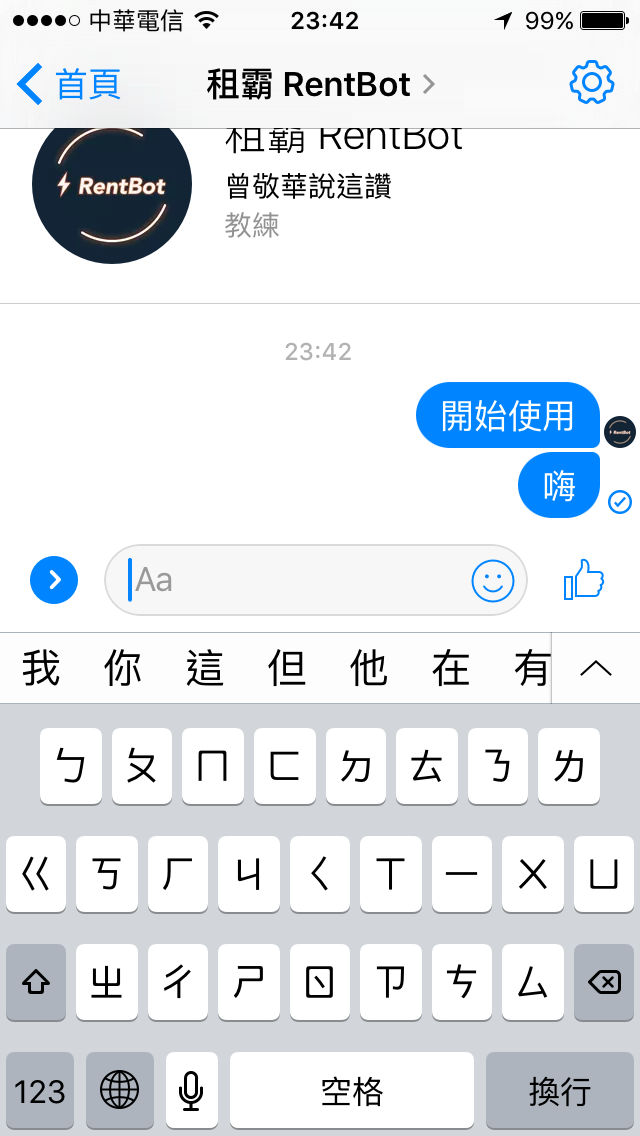 中華電信 23:42 99%
首頁 租霸 RentBot
租霸 RentBot
RentBot
曾敬華說這讚
教練
23:42
開始使用
RentBot
嗨
Aa
我 你 這 但 他 在 有
ㄅ ㄆ ㄇ ㄈ ㄉ ㄊ ㄋ ㄌ
ㄍ ㄎ ㄏ ㄐ ㄑ ㄒ ㄧ ㄨ ㄩ
ㄓ ㄔ ㄕ ㄖ ㄗ ㄘ ㄙ
123 空格 換行